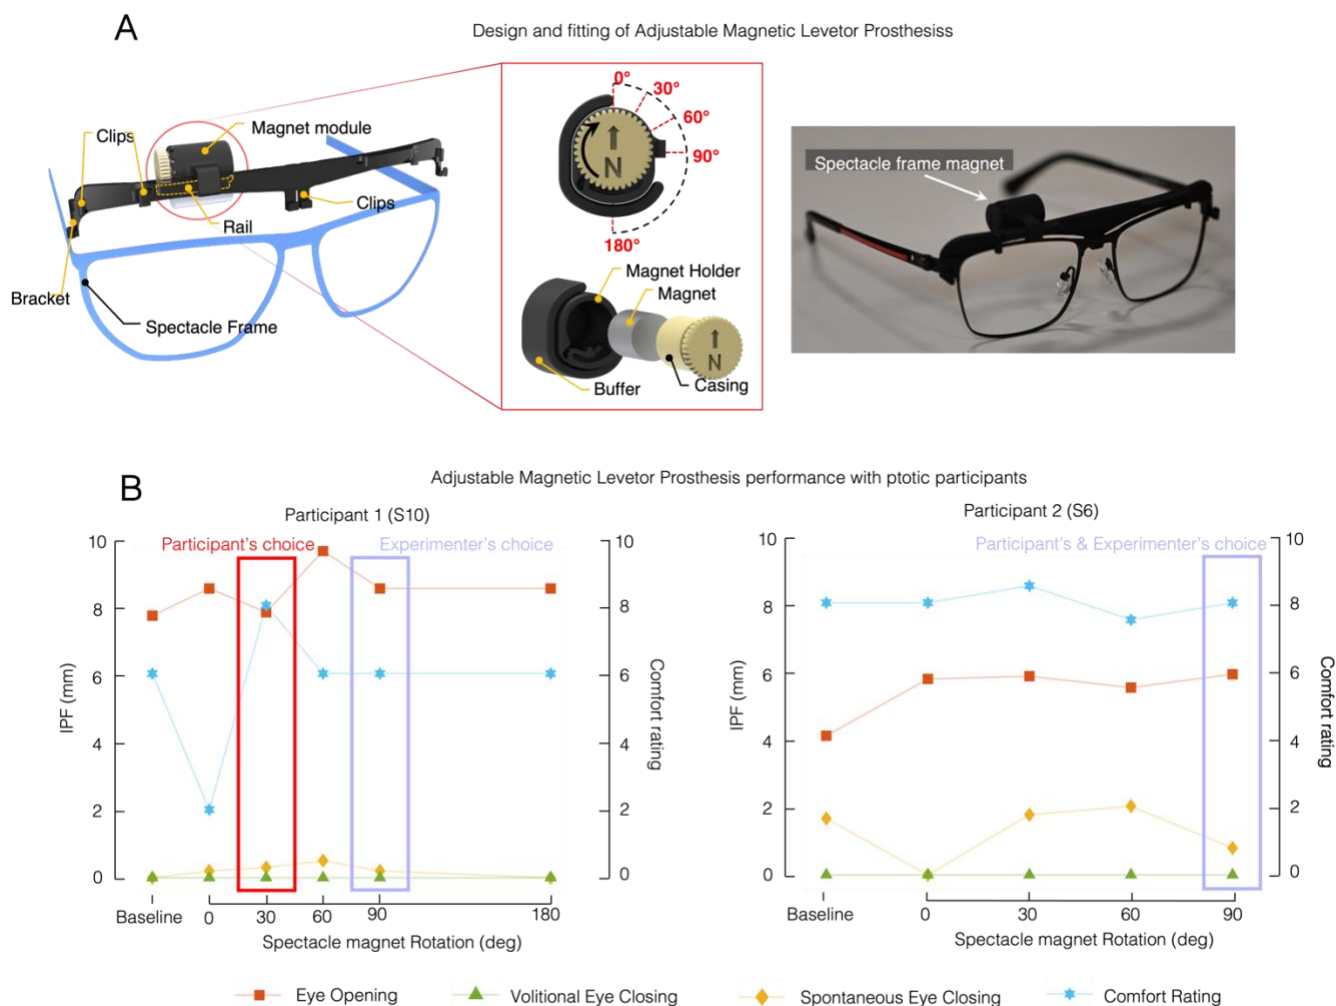 A
Design and fitting of Adjustable Magnetic Levetor Prosthesiss
Clips
Magnet module
Clips
Rail
Bracket
Spectacle Frame
0°
30°
60°
90°
180°
N
Magnet Holder
Magnet
N
Buffer
Casing
Spectacle frame magnet
B
Adjustable Magnetic Levetor Prosthesis performance with ptotic participants
Participant 1 (S10)
Participant's choice
Experimenter's choice
10
8
6
4
2
0
IPF (mm)
10
8
6
4
2
0
Comfort rating
Baseline
0
30
60
90
180
Spectacle magnet Rotation (deg)
Participant 2 (S6)
Participant's & Experimenter's choice
10
8
6
4
2
0
IPF (mm)
10
8
6
4
2
0
Comfort rating
Baseline
0
30
60
90
Spectacle magnet Rotation (deg)
Eye Opening
Volitional Eye Closing
Spontaneous Eye Closing
Comfort Rating